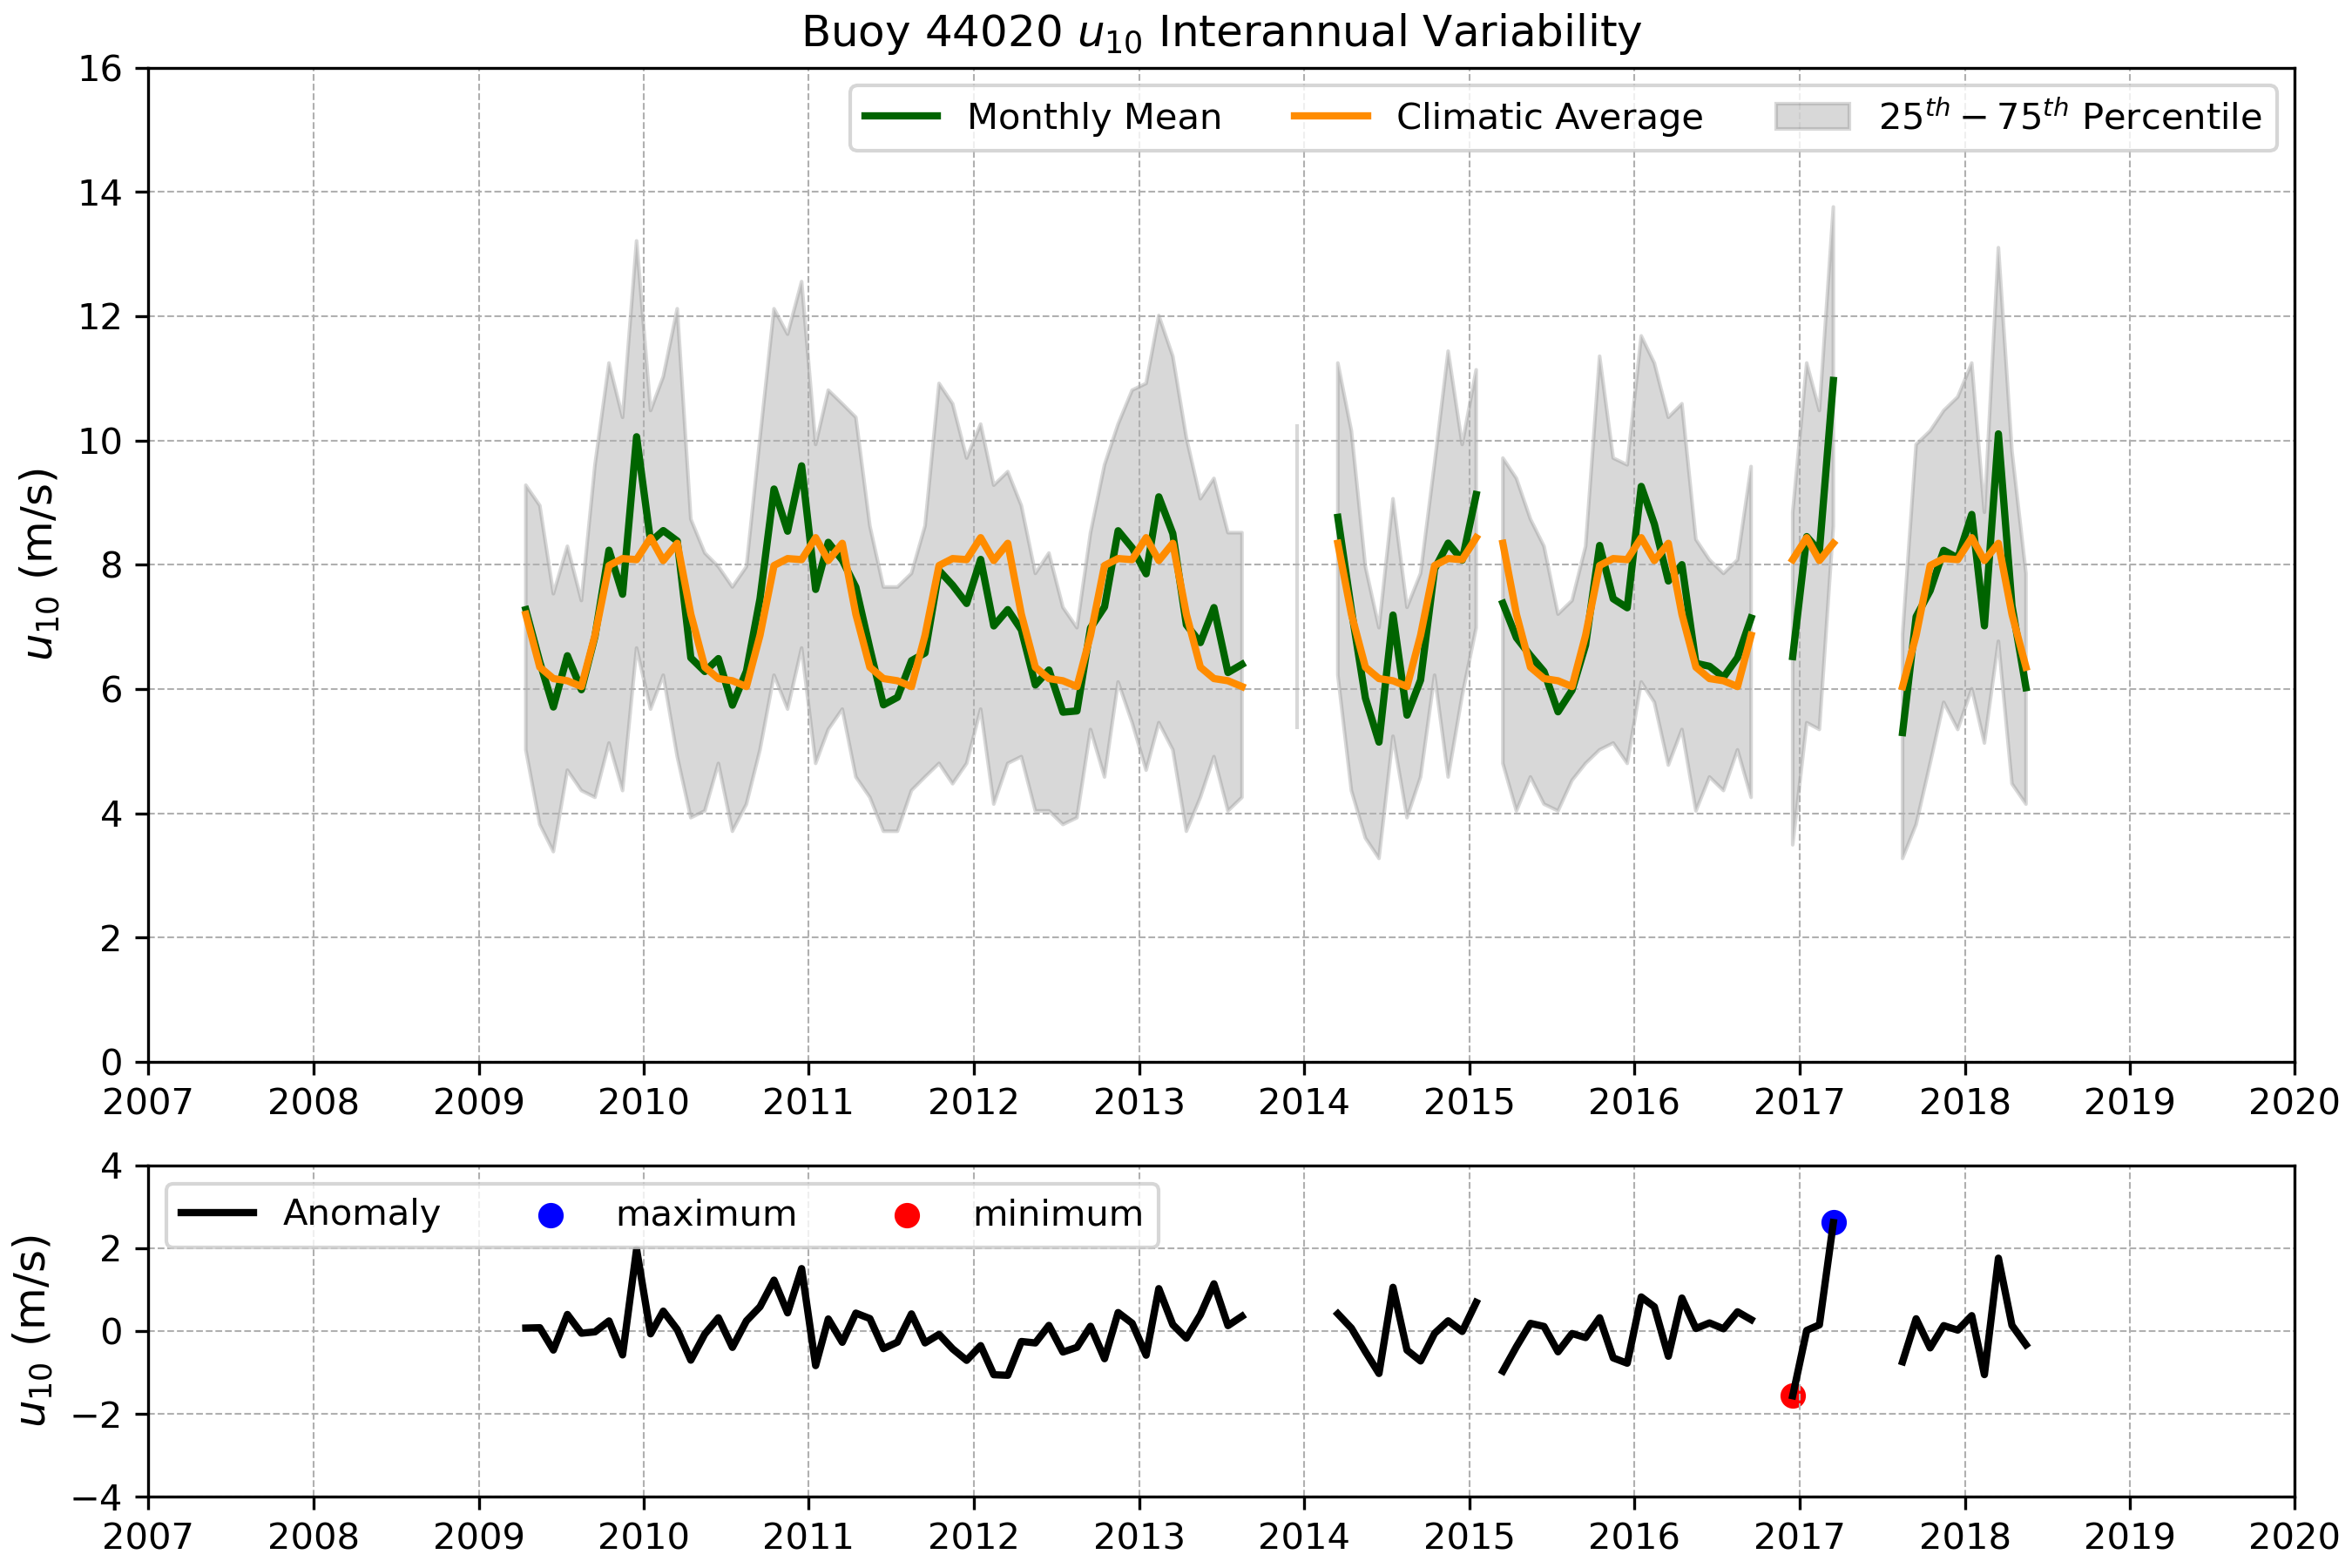 Buoy 44020 u10 Interannual Variability
16
14
12
10
8
6
4
2
0
u10 (m/s)
Monthly Mean Climatic Average 25th − 75th Percentile
2007 2008 2009 2010 2011 2012 2013 2014 2015 2016 2017 2018 2019 2020
4
2
0
−2
−4
u10 (m/s)
Anomaly maximum minimum
2007 2008 2009 2010 2011 2012 2013 2014 2015 2016 2017 2018 2019 2020